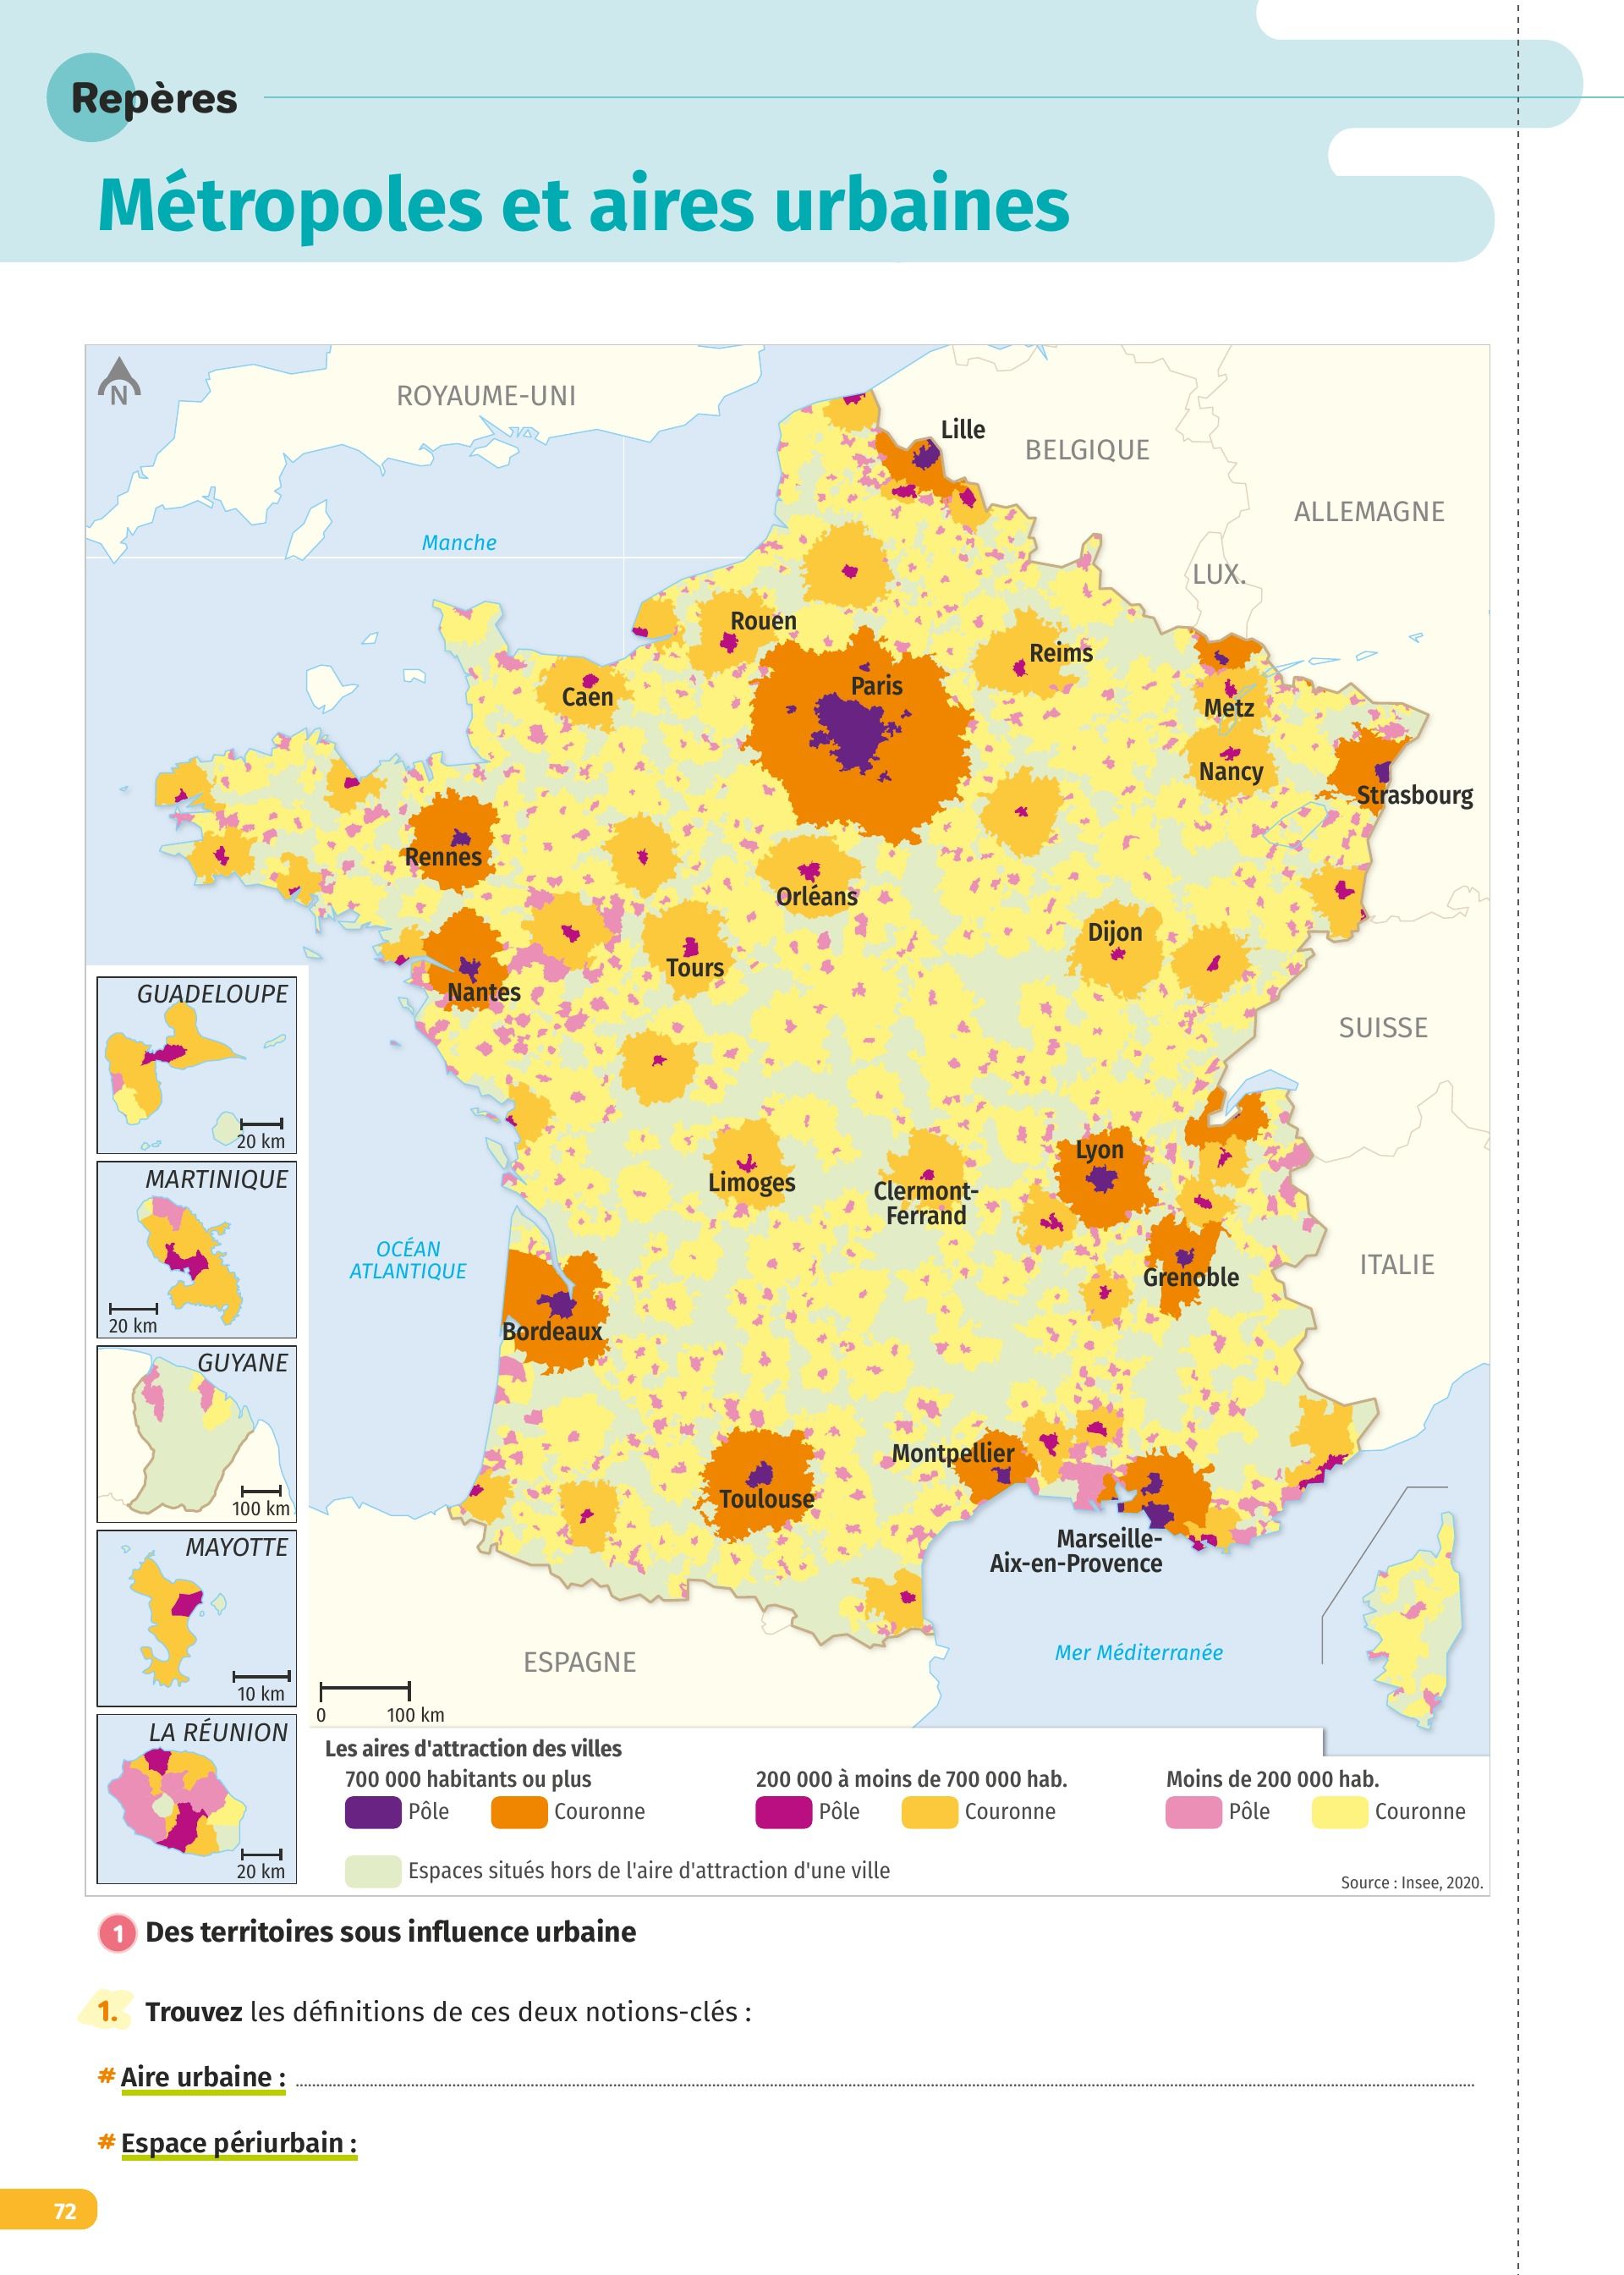 Repères
Métropoles et aires urbaines
N
ROYAUME-UNI
Lille
BELGIQUE
ALLEMAGNE
Manche
LUX.
Rouen
Reims
Paris
Caen
Metz
Nancy
Strasbourg
Rennes
Orléans
Dijon
Tours
Nantes
SUISSE
Lyon
Limoges
Clermont-
Ferrand
OCÉAN
ATLANTIQUE
ITALIE
Grenoble
Bordeaux
Montpellier
Toulouse
Marseille-
Aix-en-Provence
Mer Méditerranée
ESPAGNE
0 100 km
GUADELOUPE
20 km
MARTINIQUE
20 km
GUYANE
100 km
MAYOTTE
10 km
LA RÉUNION
20 km
Les aires d'attraction des villes
700 000 habitants ou plus
Pôle Couronne
200 000 à moins de 700 000 hab.
Pôle Couronne
Moins de 200 000 hab.
Pôle Couronne
Espaces situés hors de l'aire d'attraction d'une ville
Source : Insee, 2020.
1 Des territoires sous influence urbaine
1. Trouvez les définitions de ces deux notions-clés :
# Aire urbaine :
# Espace périurbain :
72